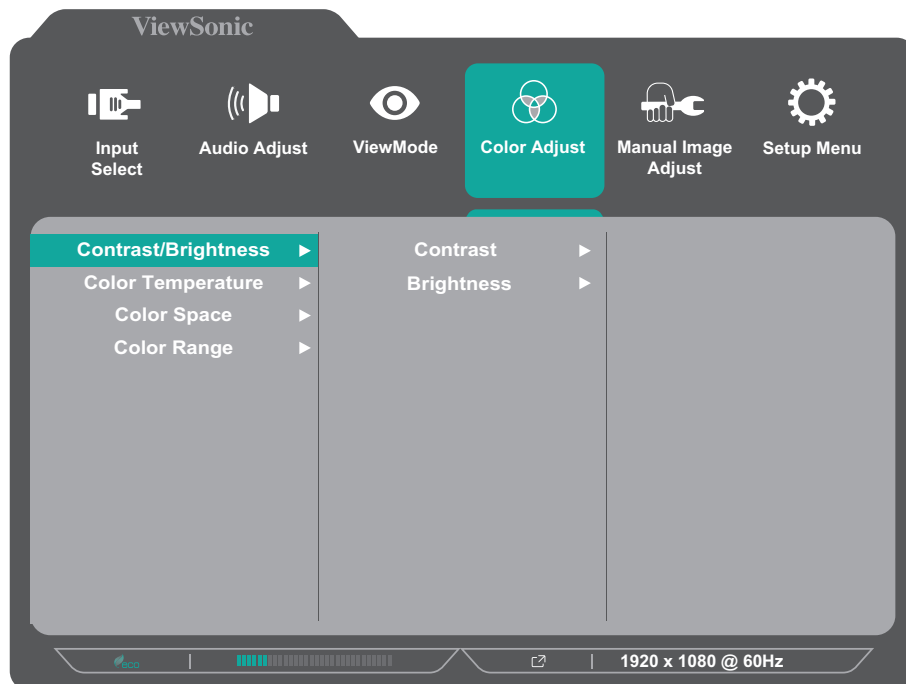 ViewSonic
Input Select
Audio Adjust
ViewMode
Color Adjust
Manual Image Adjust
Setup Menu
Contrast/Brightness
Color Temperature
Color Space
Color Range
Contrast
Brightness
eco
1920 x 1080 @ 60Hz